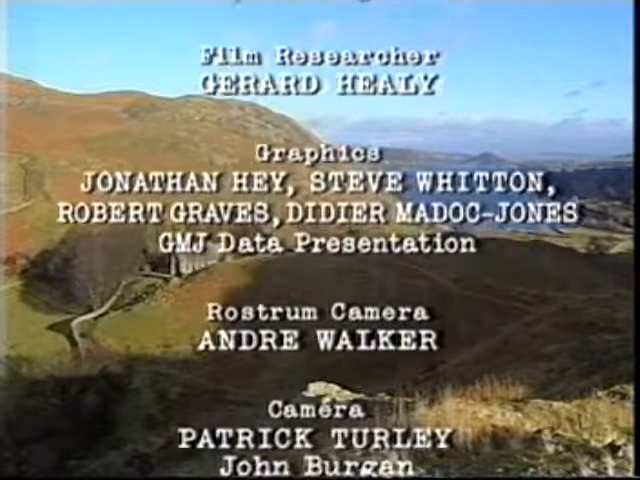 Film Researcher
GERARD HEALY
Graphics
JONATHAN HEY, STEVE WHITTON,
ROBERT GRAVES, DIDIER MADOC-JONES
GMJ Data Presentation
Rostrum Camera
ANDRE WALKER
Camera
PATRICK TURLEY
John Burgan